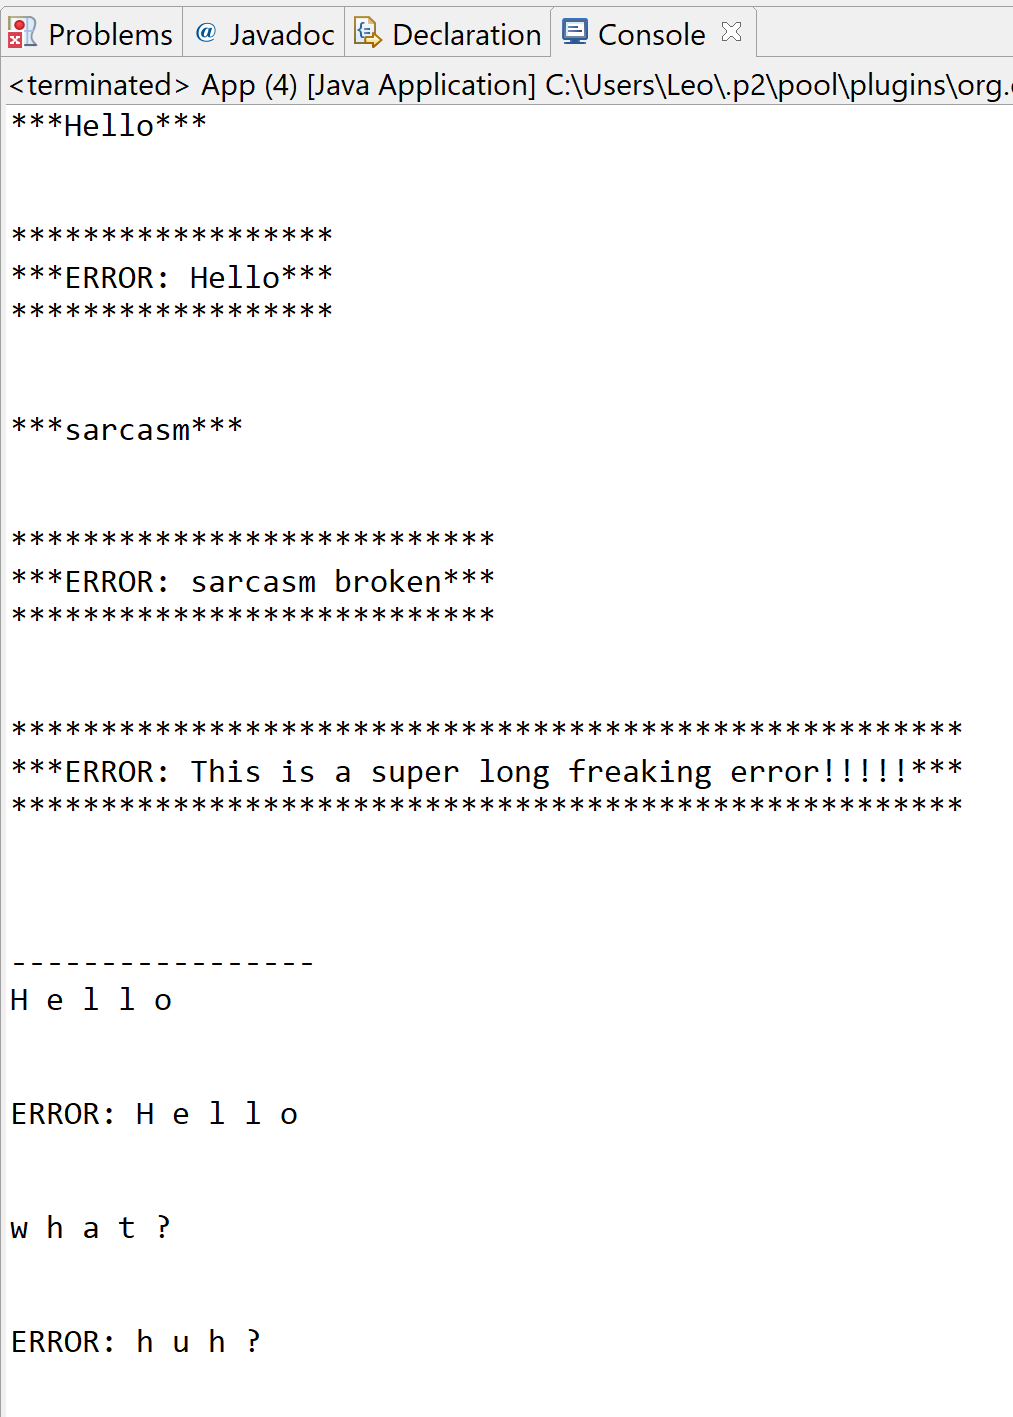 Problems
@ Javadoc
Declaration
Console
<terminated> App (4) [Java Application] C:\Users\Leo\.p2\pool\plugins\org.
***Hello***
******************
***ERROR: Hello***
******************
***sarcasm***
***************************
***ERROR: sarcasm broken***
***************************
*****************************************************
***ERROR: This is a super long freaking error!!!!!***
*****************************************************
-----------------
H e l l o
ERROR: H e l l o
w h a t ?
ERROR: h u h ?